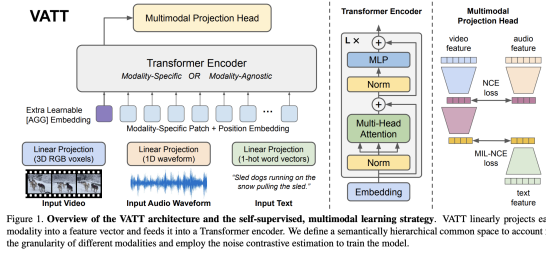 VATT
Multimodal Projection Head
Transformer Encoder
Modality-Specific OR Modality-Agnostic
Extra Learnable
[AGG] Embedding
...
Modality-Specific Patch + Position Embedding
Linear Projection
(3D RGB voxels)
Linear Projection
(1D waveform)
Linear Projection
(1-hot word vectors)
"Sled dogs running on the
snow pulling the sled."
Input Video
Input Audio Waveform
Input Text
Transformer Encoder
L ×
+
MLP
Norm
+
Multi-Head
Attention
Norm
Embedding
Multimodal
Projection Head
video
feature
audio
feature
NCE
loss
MIL-NCE
loss
text
feature
Figure 1. Overview of the VATT architecture and the self-supervised, multimodal learning strategy. VATT linearly projects ea
modality into a feature vector and feeds it into a Transformer encoder. We define a semantically hierarchical common space to account
the granularity of different modalities and employ the noise contrastive estimation to train the model.